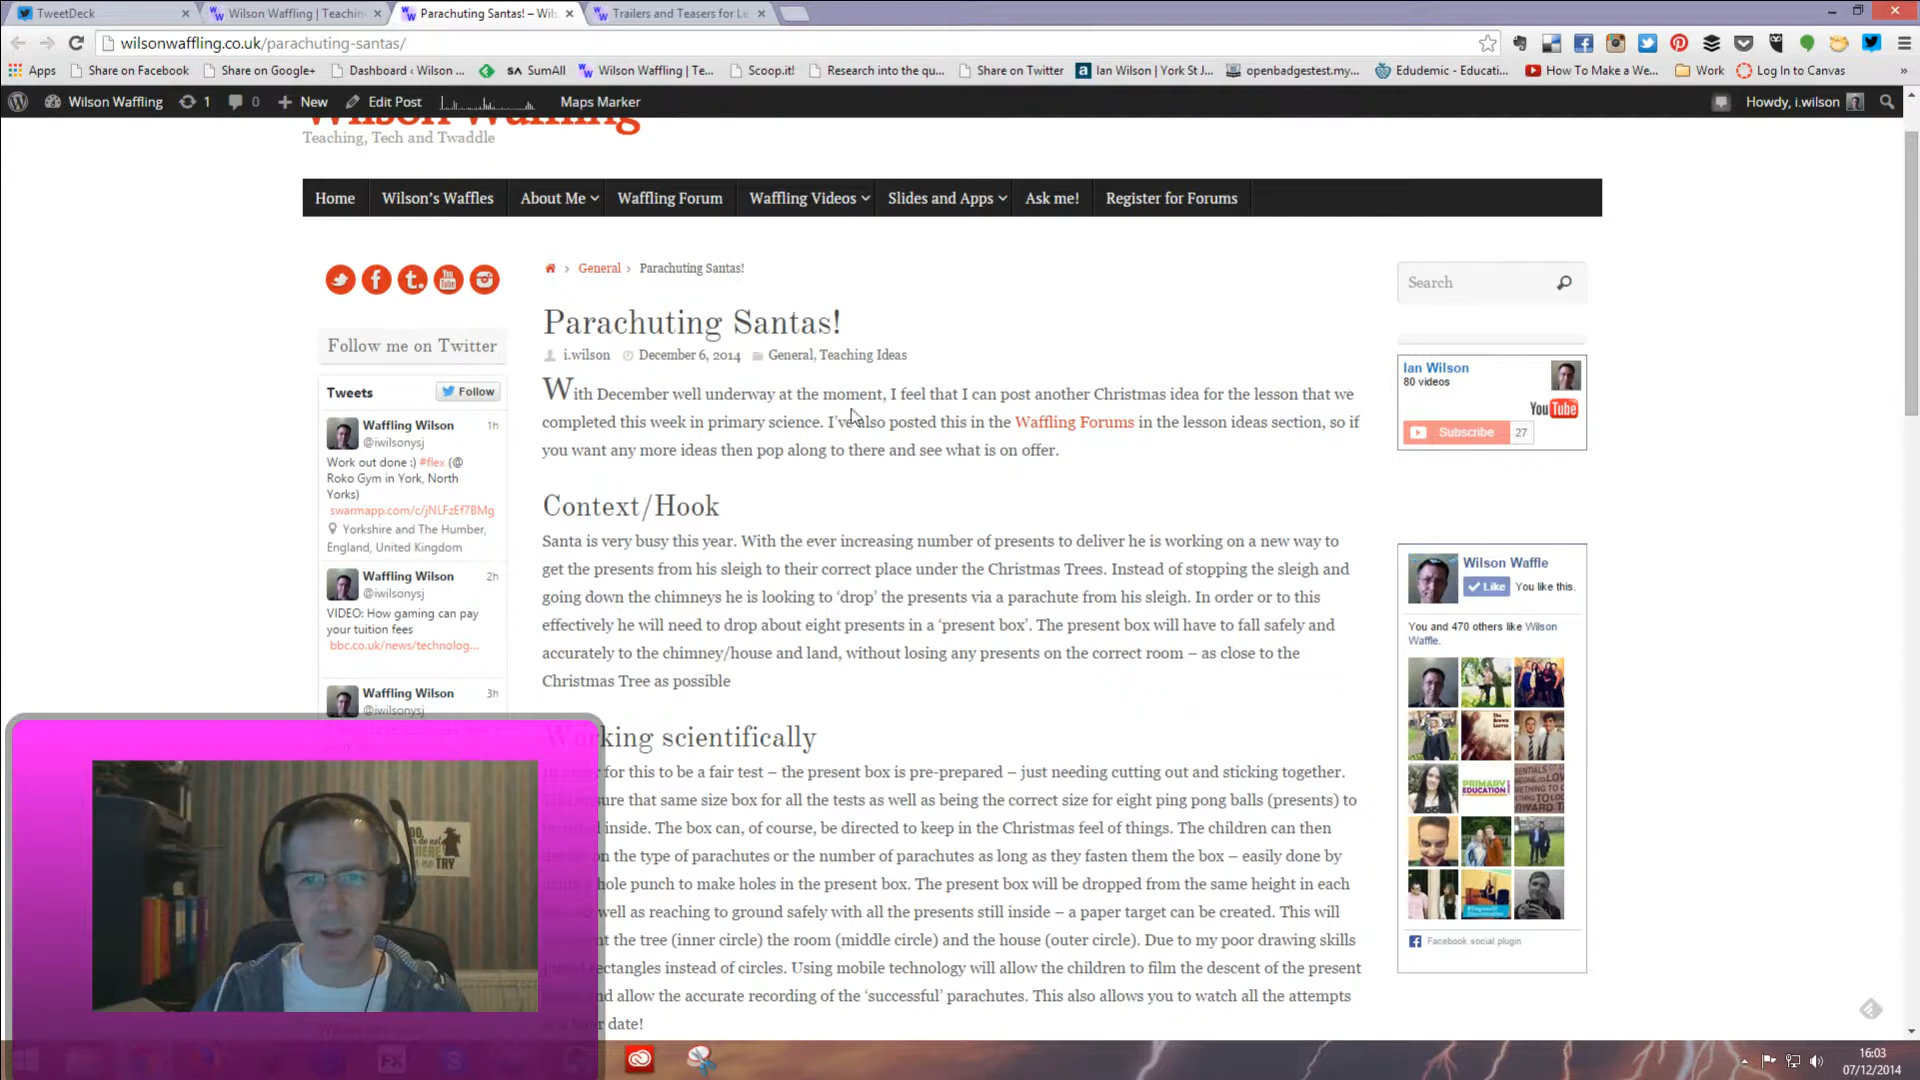 TweetDeck
Wilson Waffling | Teachin
Parachuting Santas! – Wils
Trailers and Teasers for Le
wilsonwaffling.co.uk/parachuting-santas/
Apps
Share on Facebook
Share on Google+
Dashboard ‹ Wilson ...
SumAll
Wilson Waffling | Te...
Scoop.it!
Research into the qu...
Share on Twitter
Ian Wilson | York St J...
openbadgestest.my...
Edudemic - Educati...
How To Make a We...
Work
Log In to Canvas
»
Wilson Waffling
1
0
New
Edit Post
Maps Marker
Howdy, i.wilson
Wilson Waffling
Teaching, Tech and Twaddle
Home
Wilson's Waffles
About Me
Waffling Forum
Waffling Videos
Slides and Apps
Ask me!
Register for Forums
General
Parachuting Santas!
Parachuting Santas!
i.wilson
December 6, 2014
General, Teaching Ideas
With December well underway at the moment, I feel that I can post another Christmas idea for the lesson that we
completed this week in primary science. I've also posted this in the Waffling Forums in the lesson ideas section, so if
you want any more ideas then pop along to there and see what is on offer.
Context/Hook
Santa is very busy this year. With the ever increasing number of presents to deliver he is working on a new way to
get the presents from his sleigh to their correct place under the Christmas Trees. Instead of stopping the sleigh and
going down the chimneys he is looking to 'drop' the presents via a parachute from his sleigh. In order or to this
effectively he will need to drop about eight presents in a 'present box'. The present box will have to fall safely and
accurately to the chimney/house and land, without losing any presents on the correct room – as close to the
Christmas Tree as possible
Working scientifically
for this to be a fair test – the present box is pre-prepared – just needing cutting out and sticking together.
that same size box for all the tests as well as being the correct size for eight ping pong balls (presents) to
inside. The box can, of course, be directed to keep in the Christmas feel of things. The children can then
on the type of parachutes or the number of parachutes as long as they fasten them the box – easily done by
hole punch to make holes in the present box. The present box will be dropped from the same height in each
well as reaching to ground safely with all the presents still inside – a paper target can be created. This will
the tree (inner circle) the room (middle circle) and the house (outer circle). Due to my poor drawing skills
rectangles instead of circles. Using mobile technology will allow the children to film the descent of the present
and allow the accurate recording of the 'successful' parachutes. This also allows you to watch all the attempts
date!
Follow me on Twitter
Tweets
Follow
Waffling Wilson
1h
@iwilsonysj
Work out done :) #flex (@
Roko Gym in York, North
Yorks)
swarmapp.com/c/jNLFzEf7BMg
Yorkshire and The Humber,
England, United Kingdom
Waffling Wilson
2h
@iwilsonysj
VIDEO: How gaming can pay
your tuition fees
bbc.co.uk/news/technolog...
Waffling Wilson
3h
@iwilsonysj
Search
Ian Wilson
80 videos
YouTube
Subscribe
27
Wilson Waffle
Like
You like this.
You and 470 others like Wilson
Waffle.
PRIMARY
EDUCATION
Facebook social plugin
do not
THERE
TRY
16:03
07/12/2014